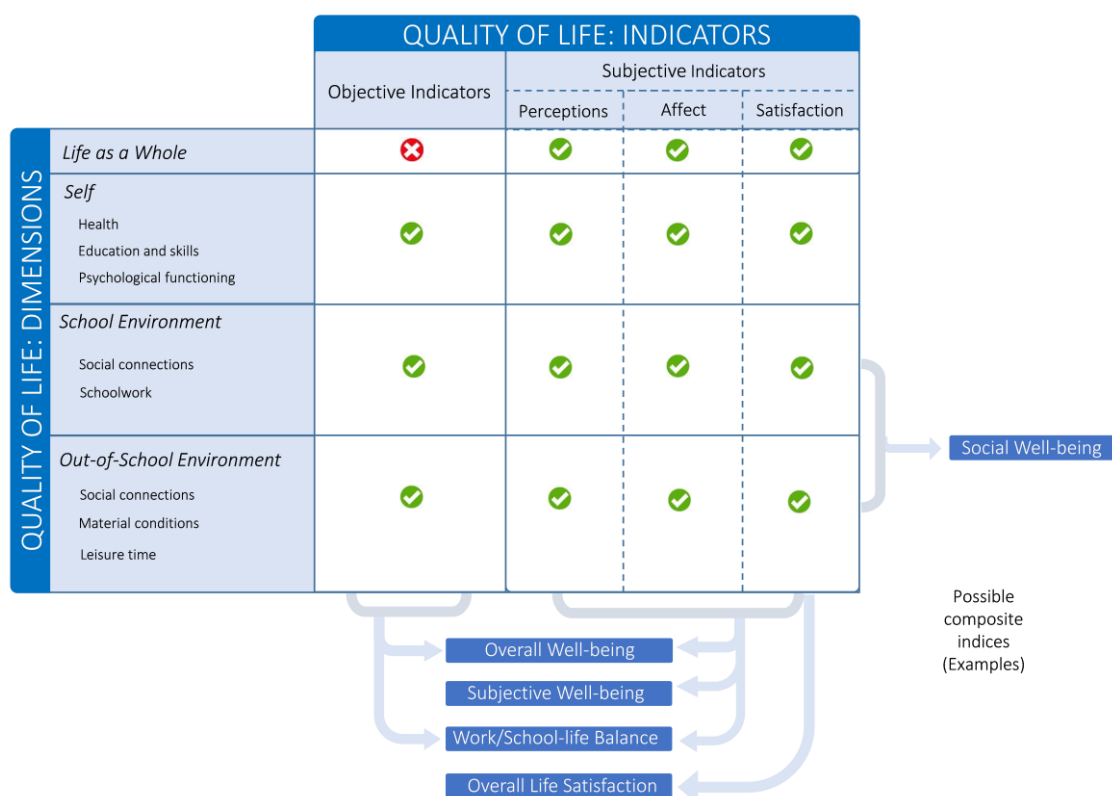 QUALITY OF LIFE: INDICATORS
Objective Indicators
Subjective Indicators
Perceptions
Affect
Satisfaction
QUALITY OF LIFE: DIMENSIONS
Life as a Whole
Self
Health
Education and skills
Psychological functioning
School Environment
Social connections
Schoolwork
Out-of-School Environment
Social connections
Material conditions
Leisure time
Social Well-being
Possible
composite
indices
(Examples)
Overall Well-being
Subjective Well-being
Work/School-life Balance
Overall Life Satisfaction